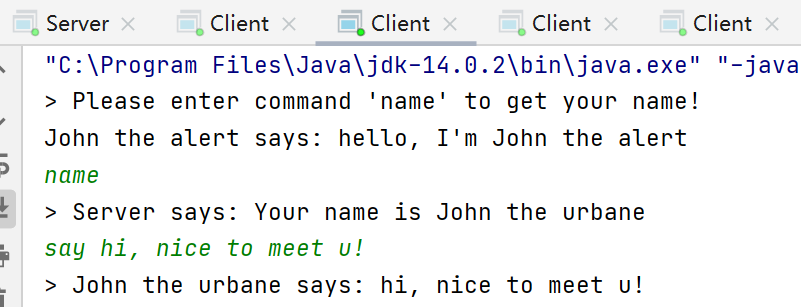 Server Client Client Client Client
"C:\Program Files\Java\jdk-14.0.2\bin\java.exe" "-java
> Please enter command 'name' to get your name!
John the alert says: hello, I'm John the alert
name
> Server says: Your name is John the urbane
say hi, nice to meet u!
> John the urbane says: hi, nice to meet u!